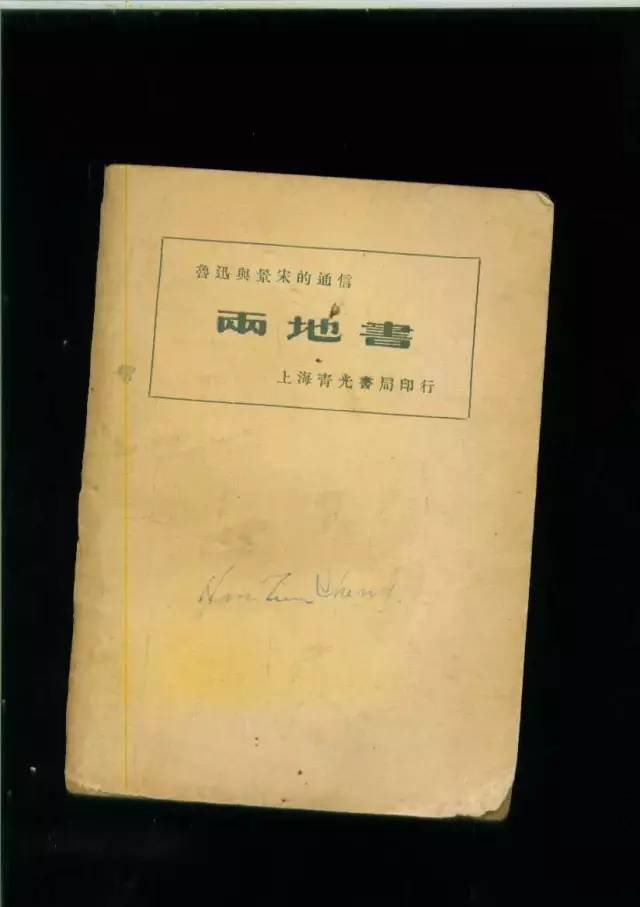 魯迅與景宋的通信
兩地書
上海青光書局印行